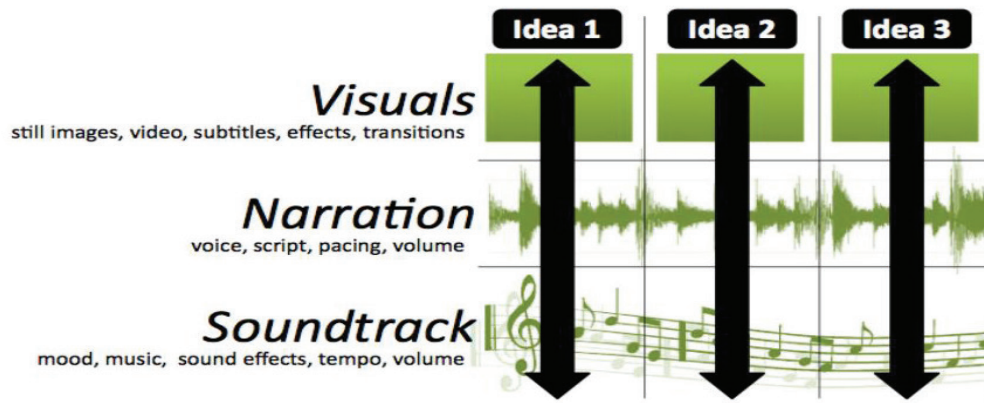 Idea 1 Idea 2 Idea 3
Visuals
still images, video, subtitles, effects, transitions
Narration
voice, script, pacing, volume
Soundtrack
mood, music, sound effects, tempo, volume